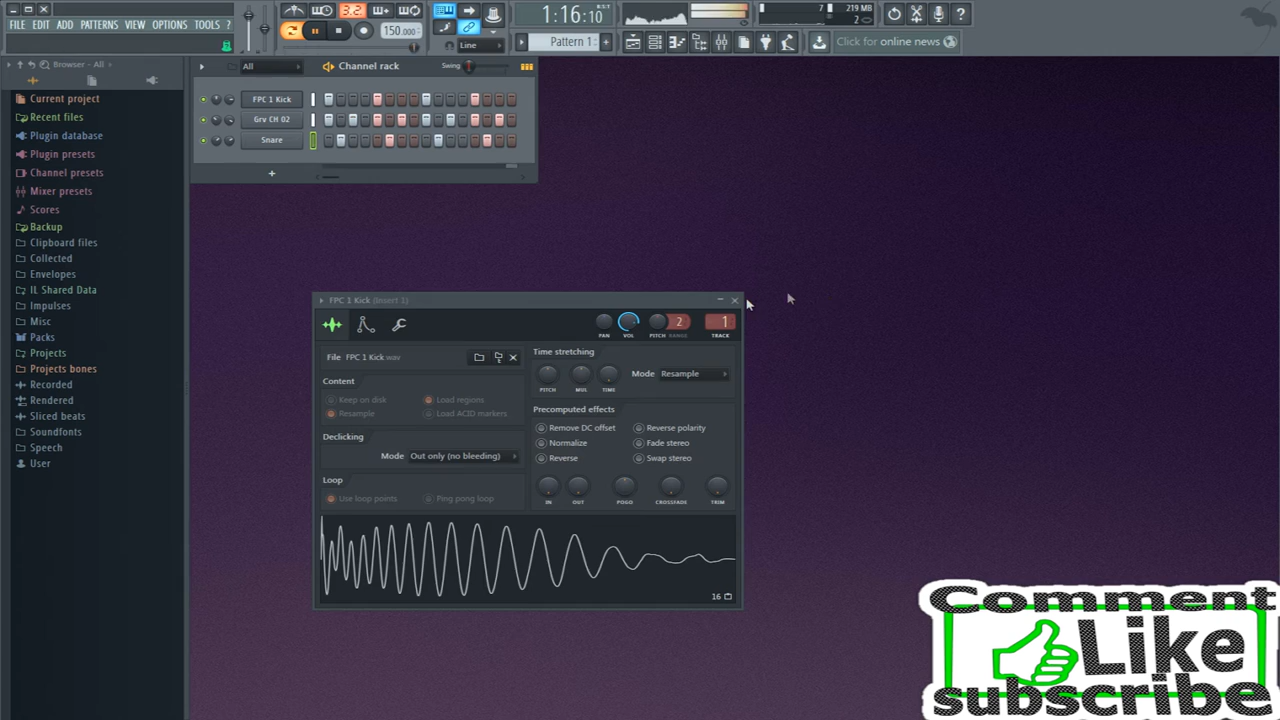 FILE EDIT ADD PATTERNS VIEW OPTIONS TOOLS ?
3.2
150.000
1:16:10
B:S:T
7
219 MB
2
Line
Pattern 1
Click for online news
Browser - All
Current project
Recent files
Plugin database
Plugin presets
Channel presets
Mixer presets
Scores
Backup
Clipboard files
Collected
Envelopes
IL Shared Data
Impulses
Misc
Packs
Projects
Projects bones
Recorded
Rendered
Sliced beats
Soundfonts
Speech
User
All
Channel rack
Swing
FPC 1 Kick
Grv CH 02
Snare
+
FPC 1 Kick (Insert 1)
2
1
PAN VOL PITCH RANGE TRACK
File FPC 1 Kick.wav
Content
Keep on disk
Load regions
Resample
Load ACID markers
Declicking
Mode Out only (no bleeding)
Loop
Use loop points
Ping pong loop
Time stretching
Mode Resample
PITCH MUL TIME
Precomputed effects
Remove DC offset
Reverse polarity
Normalize
Fade stereo
Reverse
Swap stereo
IN OUT POGO CROSSFADE TRIM
16
Comment
Like
subscribe